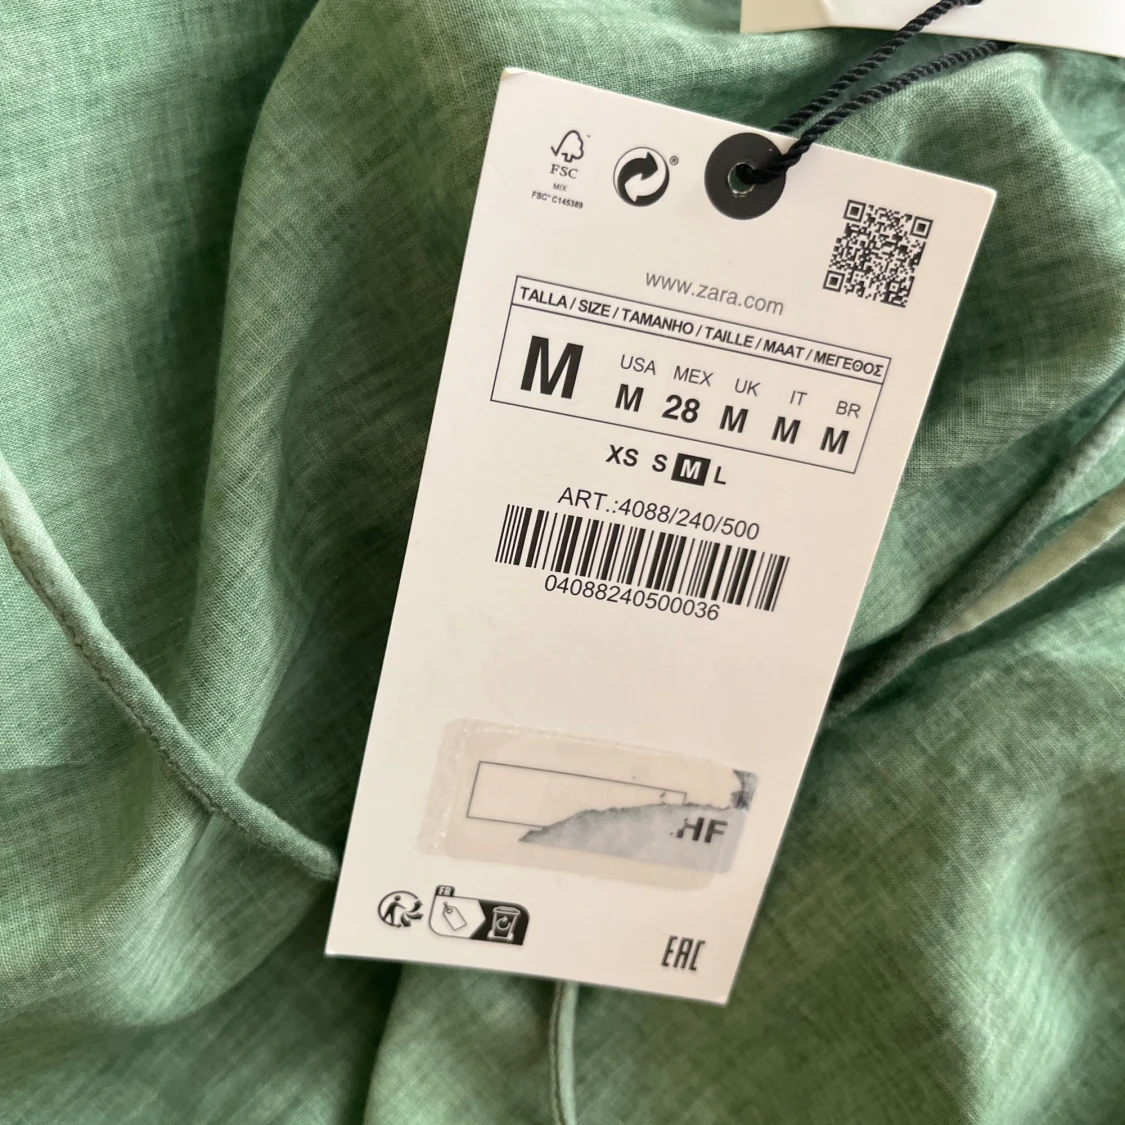 FSC
MIX
FSC® C145389
®
www.zara.com
TALLA / SIZE / TAMANHO / TAILLE / MAAT / ΜΕΓΕΘΟΣ
M
USA MEX UK IT BR
M 28 M M M
XS S M L
ART.:4088/240/500
04088240500036
HF
FR
EAC